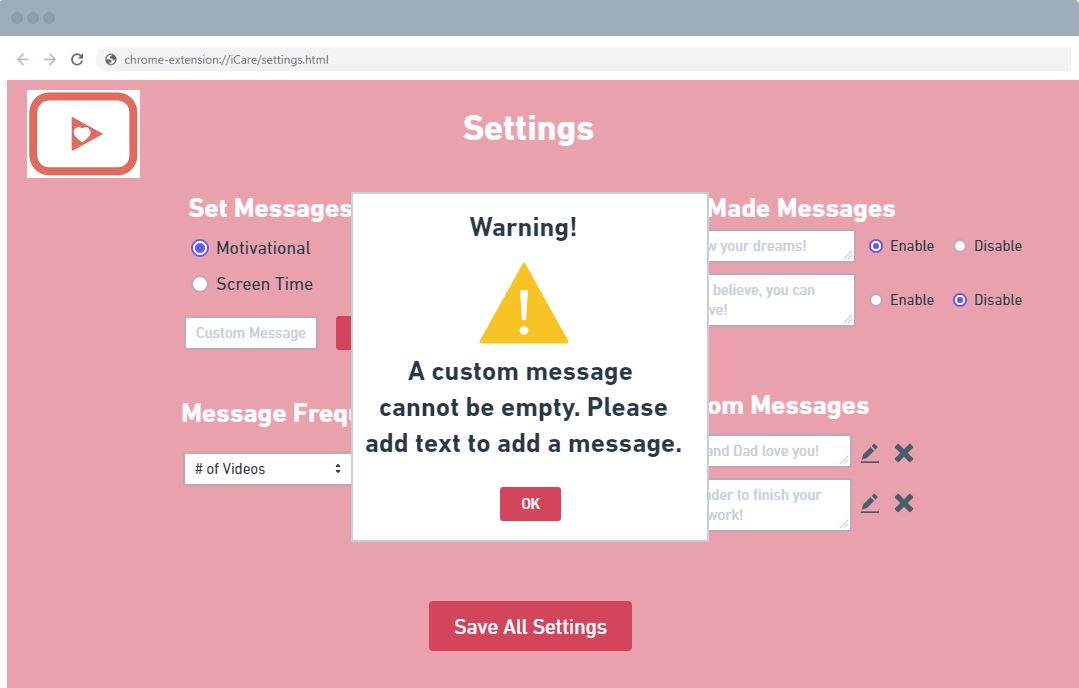 chrome-extension://iCare/settings.html
Settings
Set Messages
Motivational
Screen Time
Custom Message
Message Frequ
# of Videos
Warning!
A custom message
cannot be empty. Please
add text to add a message.
OK
Made Messages
w your dreams!
Enable
Disable
believe, you can
ve!
Enable
Disable
om Messages
and Dad love you!
nder to finish your
work!
Save All Settings